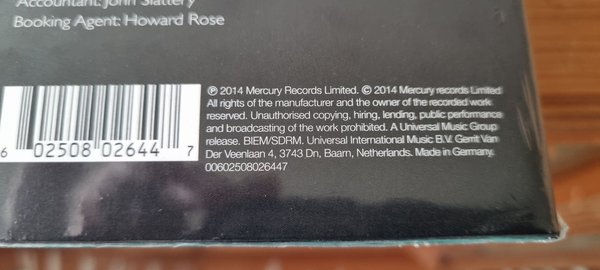 Accountant: John Slattery
Booking Agent: Howard Rose
℗ 2014 Mercury Records Limited. © 2014 Mercury records Limited
All rights of the manufacturer and the owner of the recorded work
reserved. Unauthorised copying, hiring, lending, public performance
and broadcasting of the work prohibited. A Universal Music Group
release. BIEM/SDRM. Universal International Music B.V. Gerrit Van
Der Veenlaan 4, 3743 Dn, Baarn, Netherlands. Made in Germany.
00602508026447
6 02508 02644 7